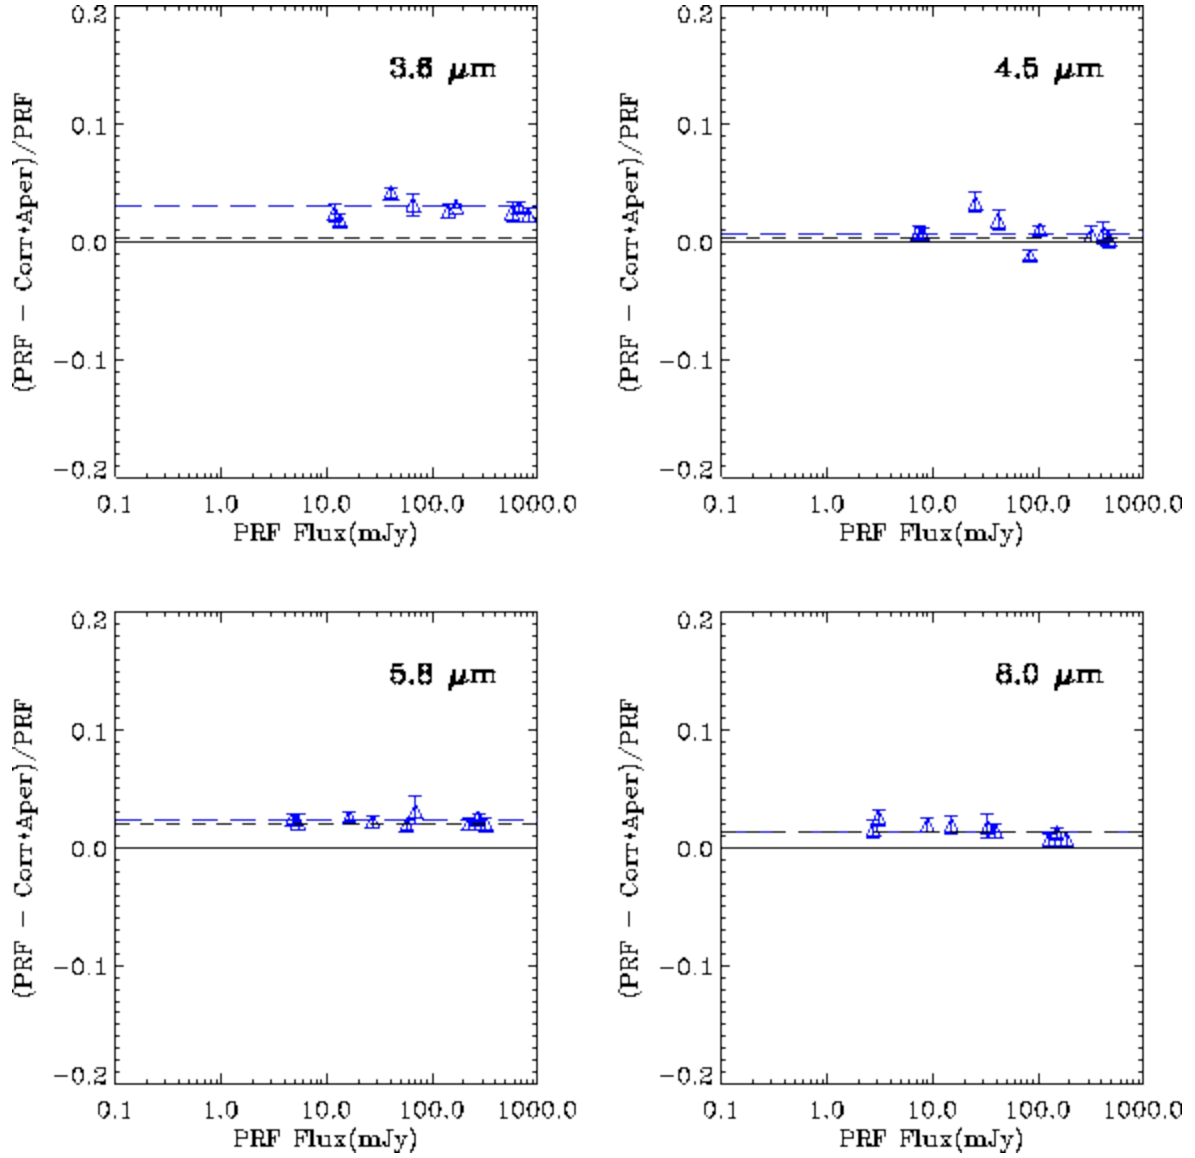 0.2
3.6 μm
0.1
0.0
−0.1
−0.2
(PRF − Corr*Aper)/PRF
0.1 1.0 10.0 100.0 1000.0
PRF Flux(mJy)
0.2
4.5 μm
0.1
0.0
−0.1
−0.2
(PRF − Corr*Aper)/PRF
0.1 1.0 10.0 100.0 1000.0
PRF Flux(mJy)
0.2
5.8 μm
0.1
0.0
−0.1
−0.2
(PRF − Corr*Aper)/PRF
0.1 1.0 10.0 100.0 1000.0
PRF Flux(mJy)
0.2
8.0 μm
0.1
0.0
−0.1
−0.2
(PRF − Corr*Aper)/PRF
0.1 1.0 10.0 100.0 1000.0
PRF Flux(mJy)